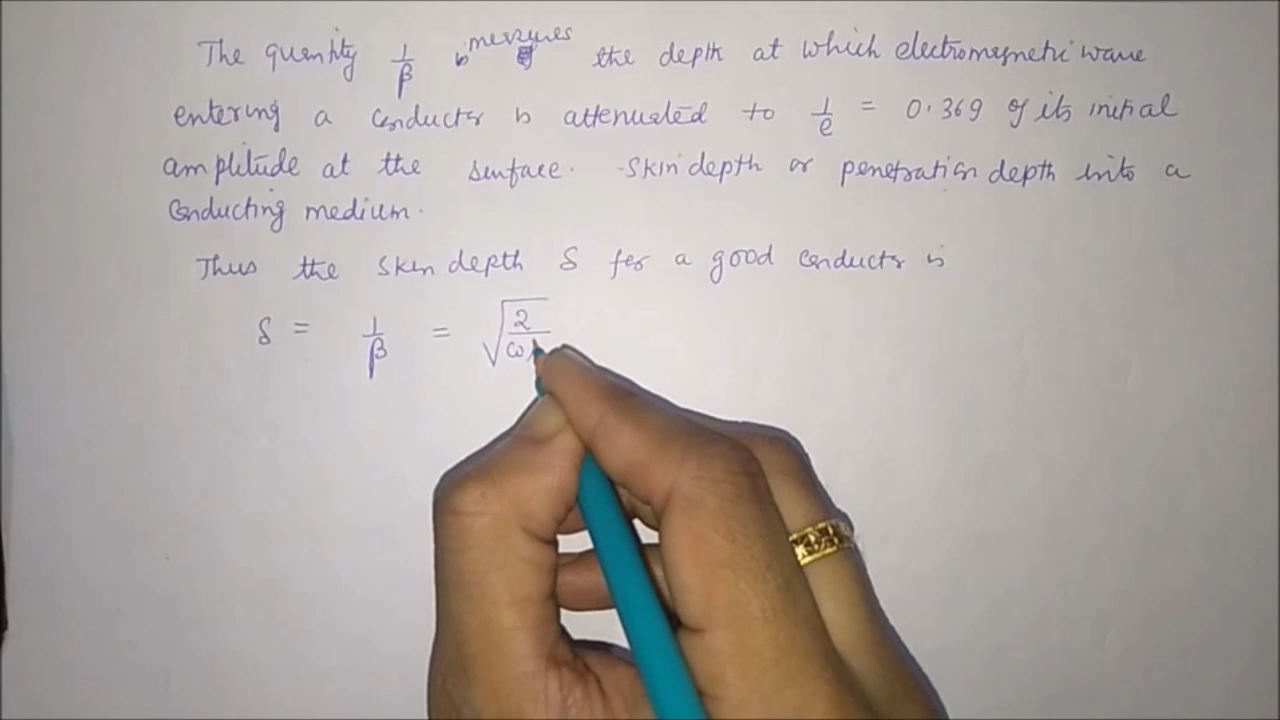 The quantity 1/β measures the depth at which electromagnetic wave
entering a conductor is attenuated to 1/e = 0.369 of its initial
amplitude at the surface. Skin depth or penetration depth into a
Conducting medium.
Thus the skin depth δ for a good conductor is
δ = 1/β = √(2/ω